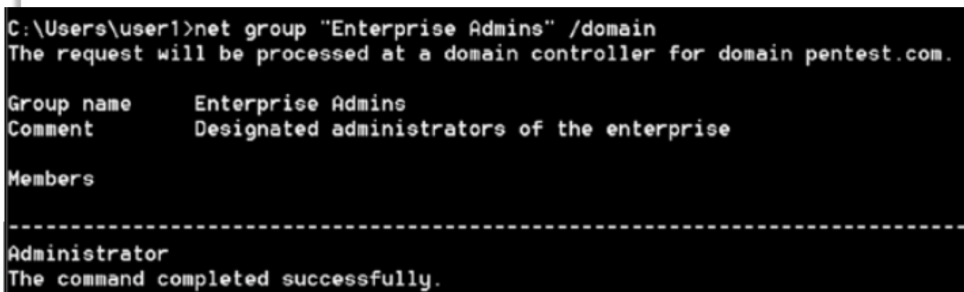 C:\Users\user1>net group "Enterprise Admins" /domain
The request will be processed at a domain controller for domain pentest.com.
Group name     Enterprise Admins
Comment        Designated administrators of the enterprise
Members
-------------------------------------------------------------------------------
Administrator
The command completed successfully.